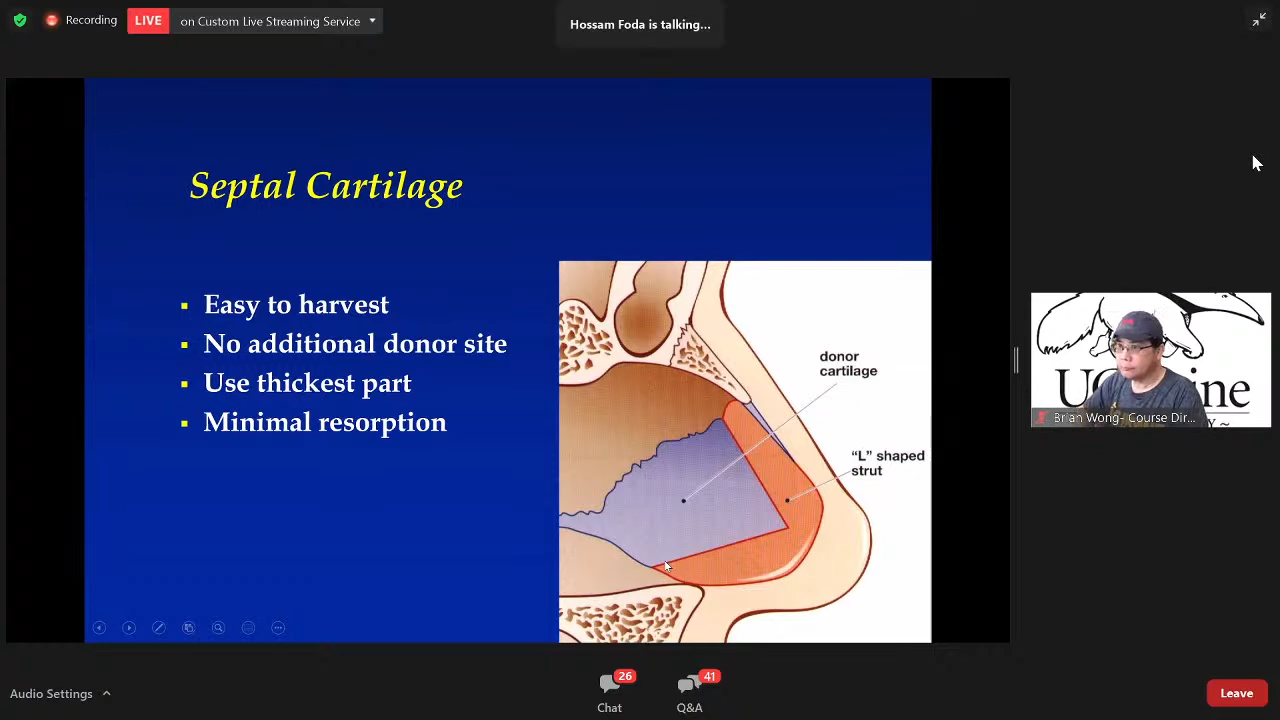 Recording
LIVE
on Custom Live Streaming Service
Hossam Foda is talking...
Septal Cartilage
Easy to harvest
No additional donor site
Use thickest part
Minimal resorption
donor
cartilage
“L” shaped
strut
Brian Wong- Course Dir...
Audio Settings
26
Chat
41
Q&A
Leave